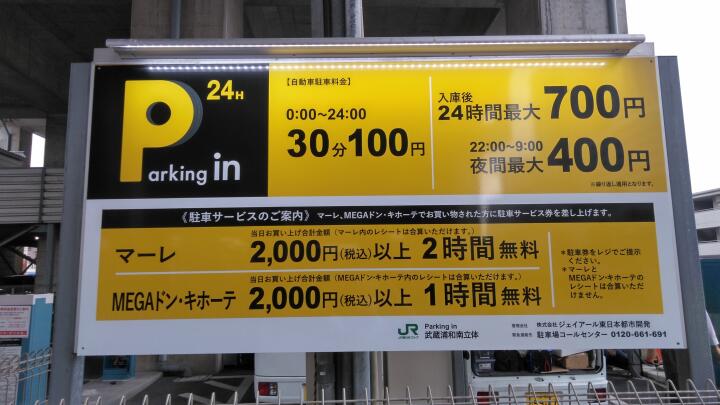 Parking in
24H
【自動車駐車料金】
0:00~24:00
30分100円
入庫後
24時間最大700円
22:00~9:00
夜間最大400円
※繰り返し適用となります。
《駐車サービスのご案内》 マーレ、MEGAドン・キホーテでお買い物された方に駐車サービス券を差し上げます。
当日お買い上げ合計金額(マーレ内のレシートは合算いただけます。)
マーレ 2,000円(税込)以上 2時間無料
当日お買い上げ合計金額(MEGAドン・キホーテ内のレシートは合算いただけます。)
MEGAドン・キホーテ 2,000円(税込)以上 1時間無料
*駐車券をレジでご提示
ください。
*マーレと
MEGAドン・キホーテの
レシートは合算いただ
けません。
JR
Parking in
武蔵浦和南立体
管理会社 株式会社 ジェイアール東日本都市開発
緊急連絡先 駐車場コールセンター 0120-661-691